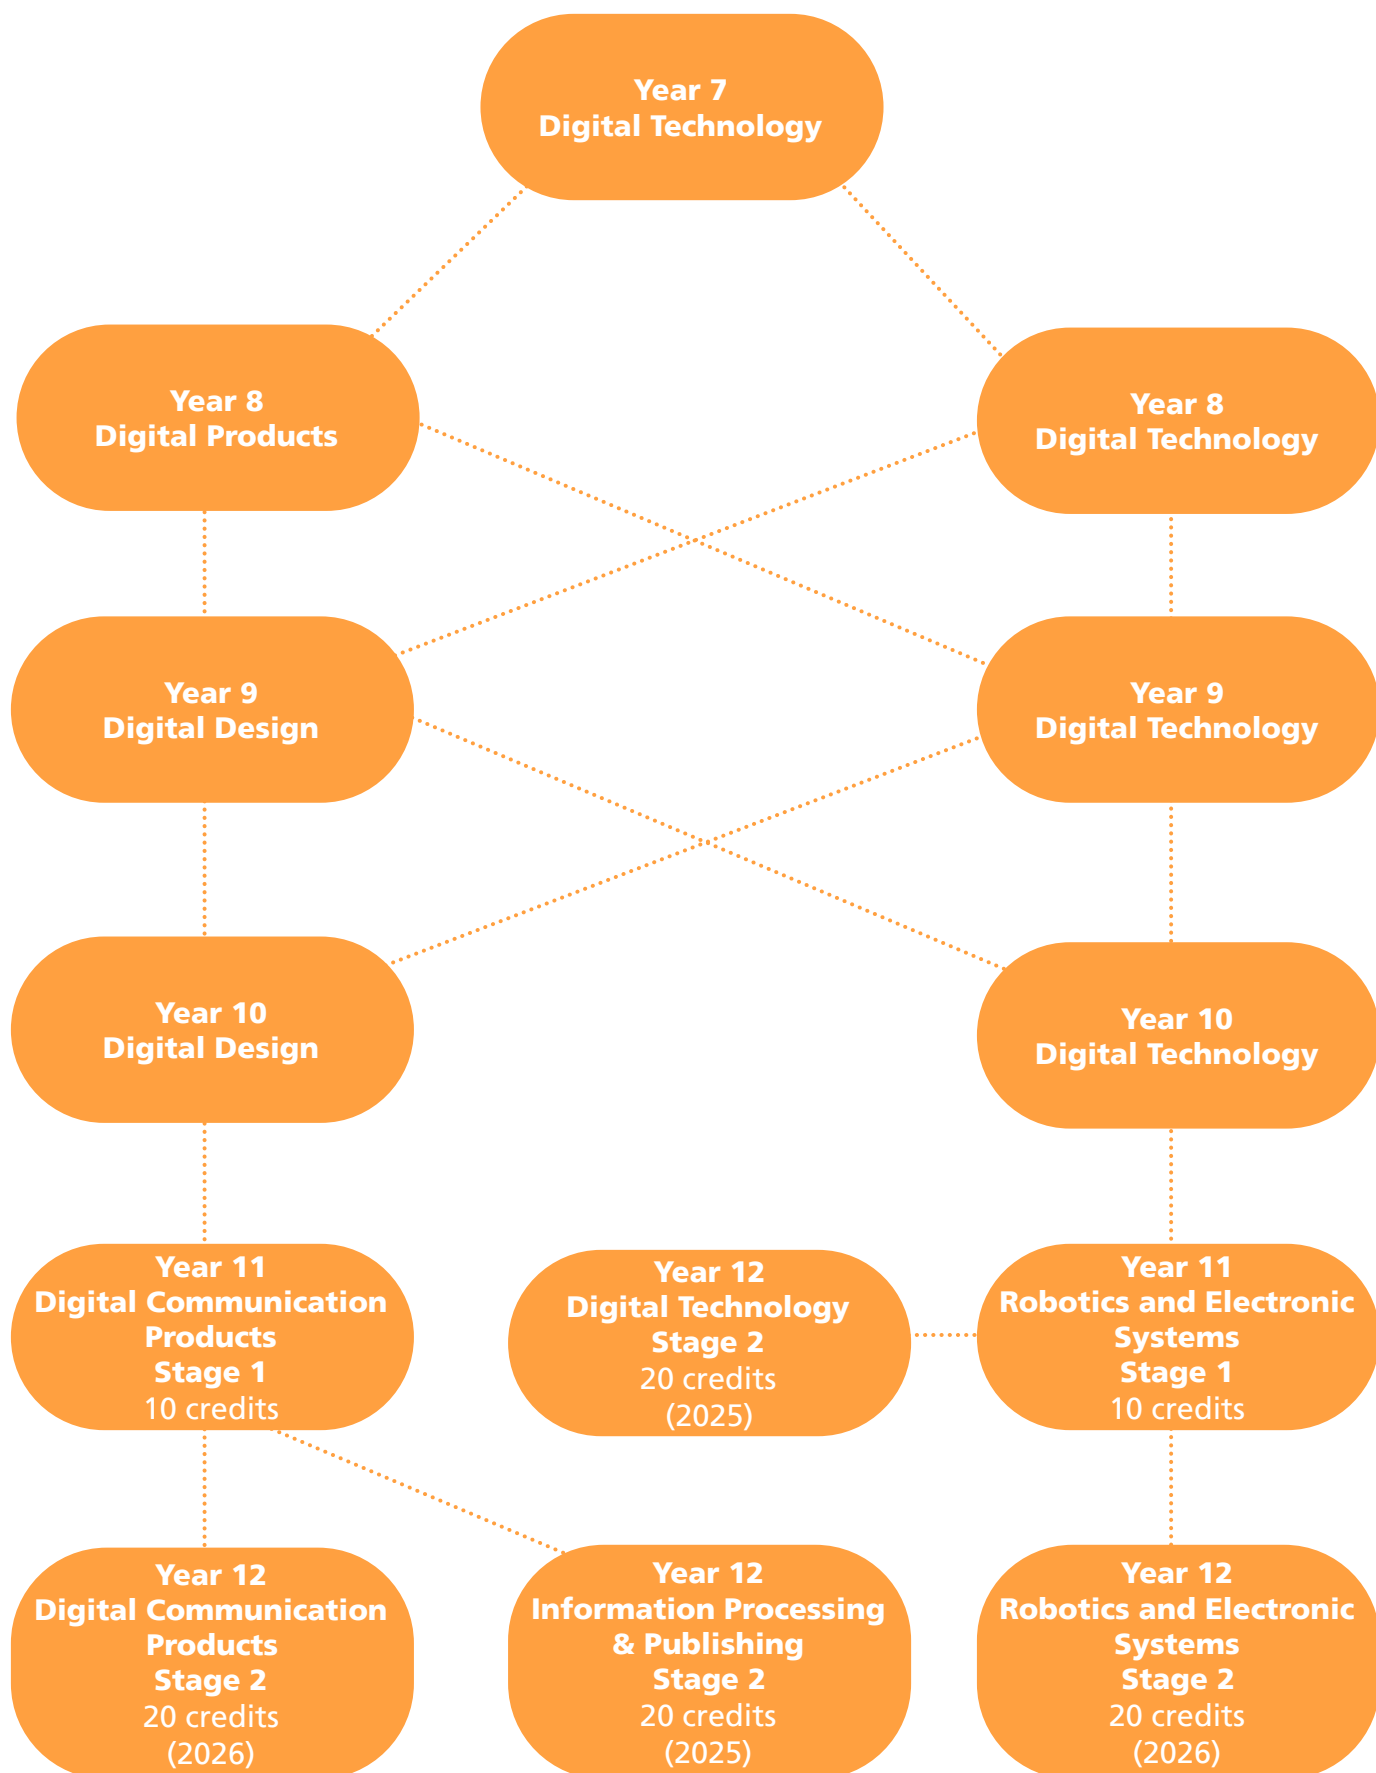 Year 7
Digital Technology
Year 8
Digital Products
Year 8
Digital Technology
Year 9
Digital Design
Year 9
Digital Technology
Year 10
Digital Design
Year 10
Digital Technology
Year 11
Digital Communication
Products
Stage 1
10 credits
Year 12
Digital Technology
Stage 2
20 credits
(2025)
Year 11
Robotics and Electronic
Systems
Stage 1
10 credits
Year 12
Digital Communication
Products
Stage 2
20 credits
(2026)
Year 12
Information Processing
& Publishing
Stage 2
20 credits
(2025)
Year 12
Robotics and Electronic
Systems
Stage 2
20 credits
(2026)